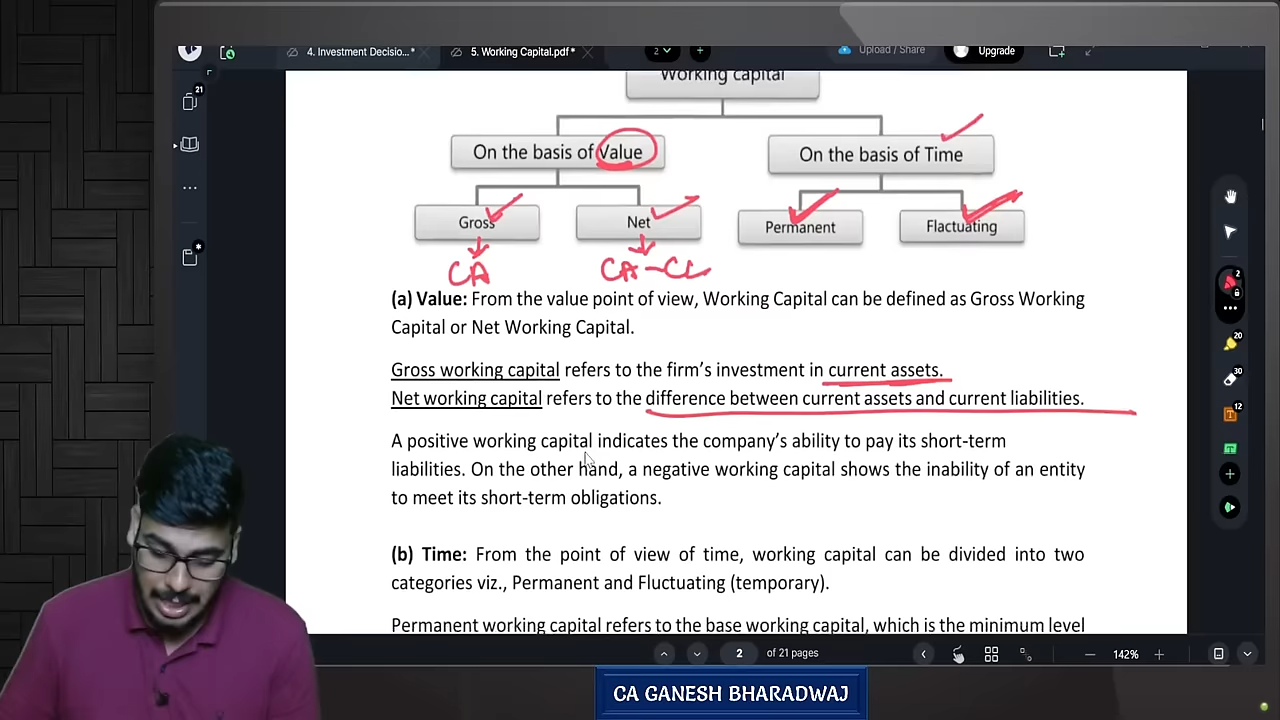 4. Investment Decisio...*
5. Working Capital.pdf*
2
Upload / Share
Upgrade
21
Working capital
On the basis of Value
On the basis of Time
Gross
Net
Permanent
Flactuating
CA
CA-CL
(a) Value: From the value point of view, Working Capital can be defined as Gross Working
Capital or Net Working Capital.
Gross working capital refers to the firm's investment in current assets.
Net working capital refers to the difference between current assets and current liabilities.
A positive working capital indicates the company's ability to pay its short-term
liabilities. On the other hand, a negative working capital shows the inability of an entity
to meet its short-term obligations.
(b) Time: From the point of view of time, working capital can be divided into two
categories viz., Permanent and Fluctuating (temporary).
Permanent working capital refers to the base working capital, which is the minimum level
2
20
30
12
2 of 21 pages
142%
CA GANESH BHARADWAJ